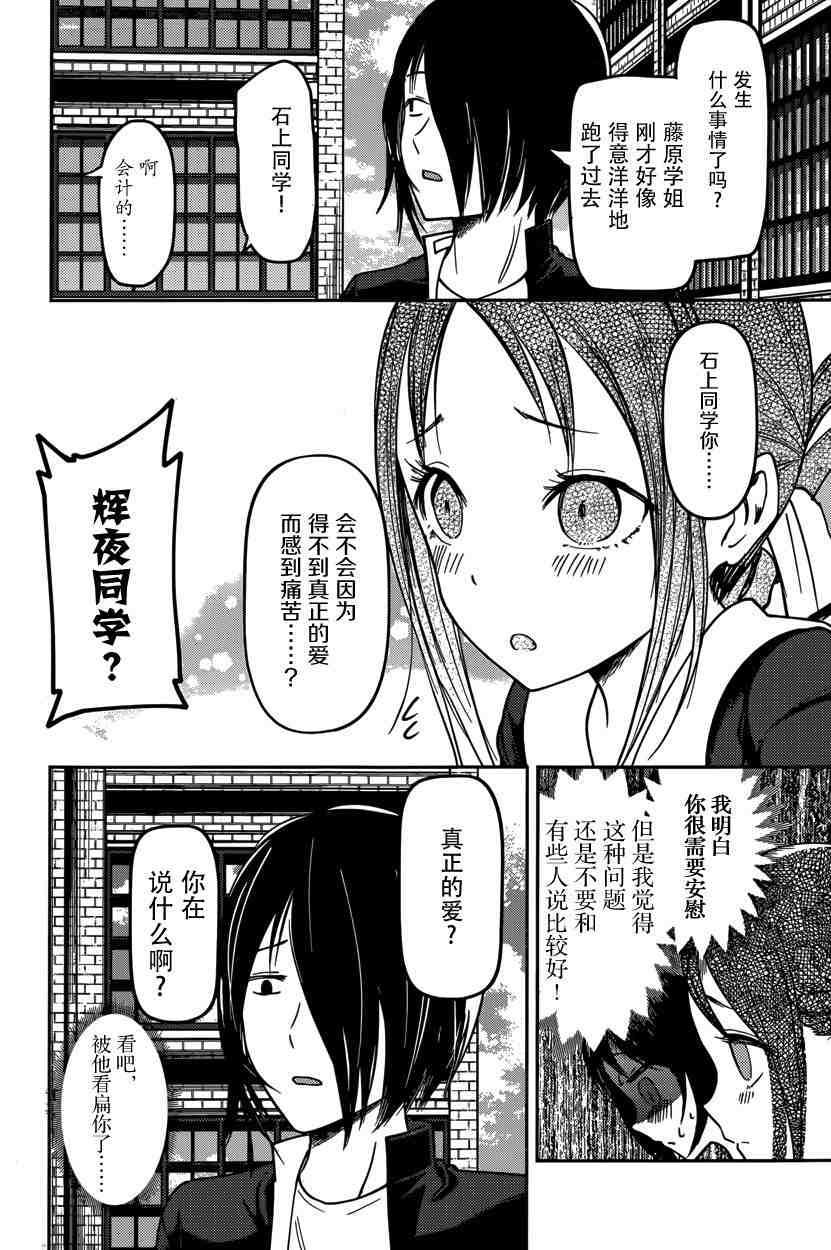 发生
什么事情了吗？
藤原学姐
刚才好像
得意洋洋地
跑了过去
石上同学！
啊
会计的……
石上同学你……
会不会因为
得不到真正的爱
而感到痛苦……？
辉夜同学？
我明白
你很需要安慰
但是我觉得
这种问题
还是不要和
有些人说比较好！
真正的爱？
你在
说什么啊？
看吧，
被他看扁你了……